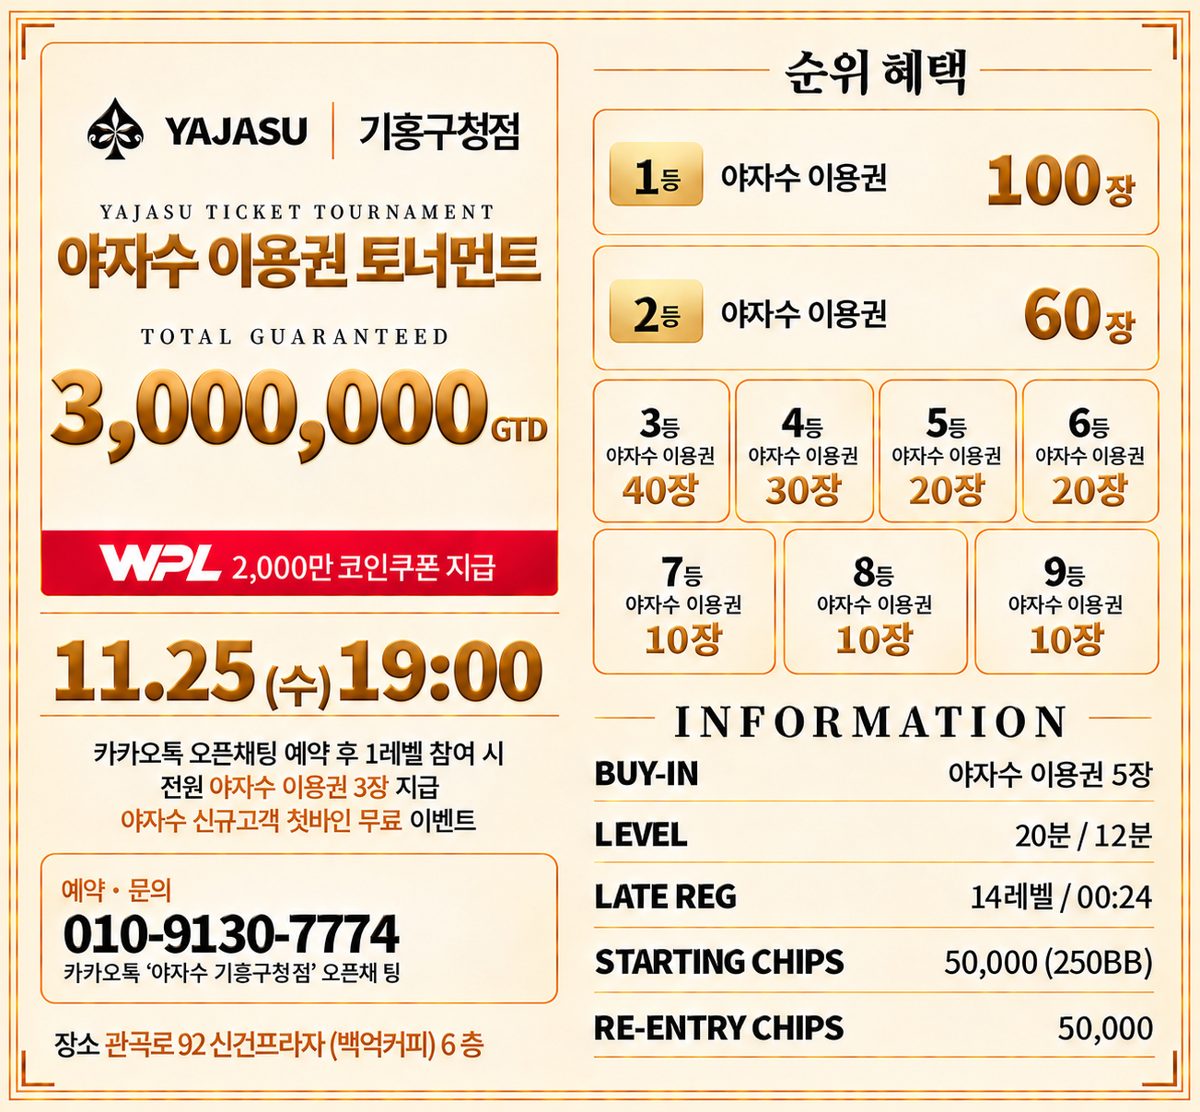 YAJASU | 기흥구청점
YAJASU TICKET TOURNAMENT
야자수 이용권 토너먼트
TOTAL GUARANTEED
3,000,000 GTD
WPL 2,000만 코인쿠폰 지급
11.25 (수) 19:00
카카오톡 오픈채팅 예약 후 1레벨 참여 시
전원 야자수 이용권 3장 지급
야자수 신규고객 첫바인 무료 이벤트
예약 · 문의
010-9130-7774
카카오톡 ‘야자수 기흥구청점’ 오픈채 팅
장소 관곡로 92 신건프라자 (백억커피) 6 층
순위 혜택
1등 야자수 이용권 100장
2등 야자수 이용권 60장
3등
야자수 이용권
40장
4등
야자수 이용권
30장
5등
야자수 이용권
20장
6등
야자수 이용권
20장
7등
야자수 이용권
10장
8등
야자수 이용권
10장
9등
야자수 이용권
10장
INFORMATION
BUY-IN 야자수 이용권 5장
LEVEL 20분 / 12분
LATE REG 14레벨 / 00:24
STARTING CHIPS 50,000 (250BB)
RE-ENTRY CHIPS 50,000